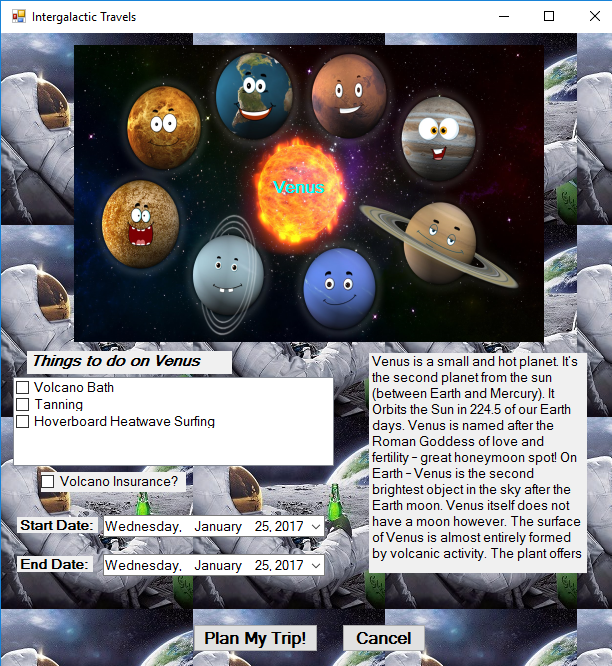 Intergalactic Travels
Venus
Things to do on Venus
Volcano Bath
Tanning
Hoverboard Heatwave Surfing
Volcano Insurance?
Start Date:
Wednesday, January 25, 2017
End Date:
Wednesday, January 25, 2017
Venus is a small and hot planet. It's
the second planet from the sun
(between Earth and Mercury). It
Orbits the Sun in 224.5 of our Earth
days. Venus is named after the
Roman Goddess of love and
fertility - great honeymoon spot! On
Earth - Venus is the second
brightest object in the sky after the
Earth moon. Venus itself does not
have a moon however. The surface
of Venus is almost entirely formed
by volcanic activity. The plant offers
Plan My Trip!
Cancel